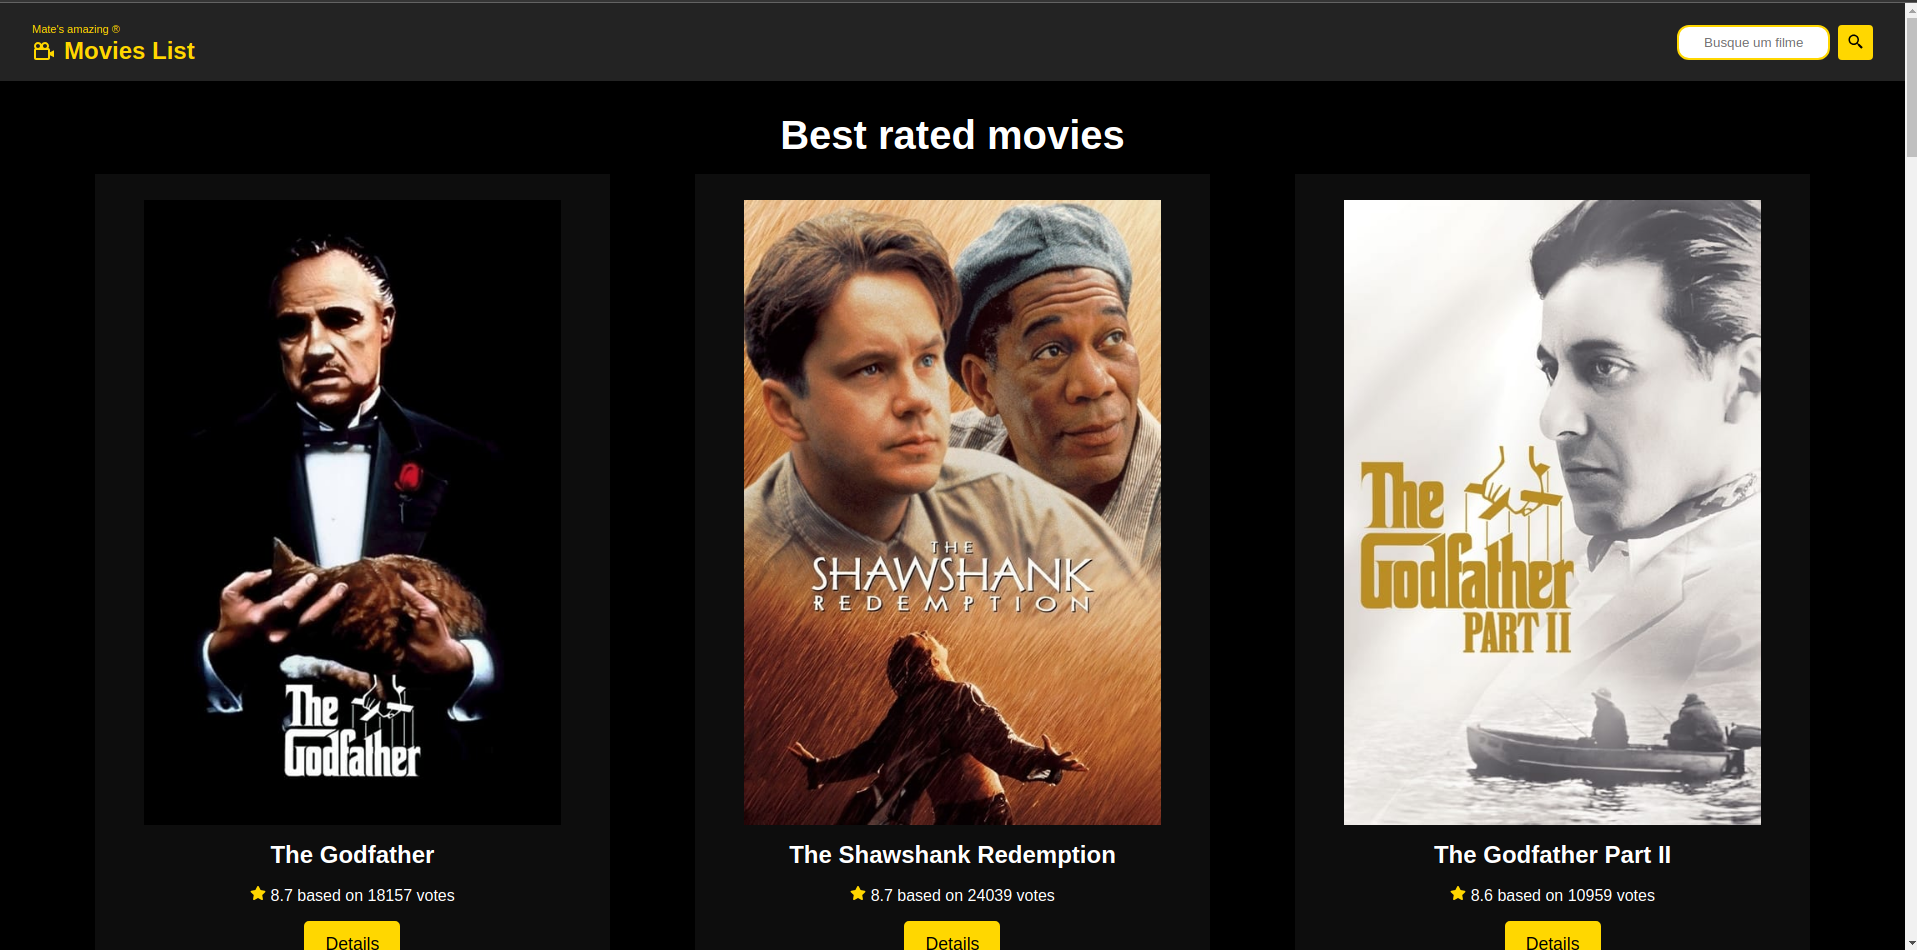 Mate's amazing ®
Movies List
Busque um filme
Best rated movies
The
Godfather
THE
SHAWSHANK
REDEMPTION
The
Godfather
PART II
The Godfather
8.7 based on 18157 votes
Details
The Shawshank Redemption
8.7 based on 24039 votes
Details
The Godfather Part II
8.6 based on 10959 votes
Details